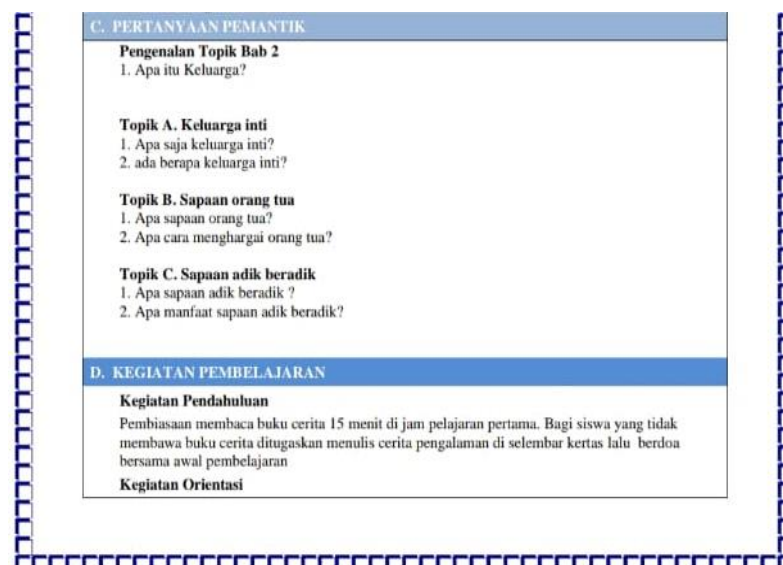 C. PERTANYAAN PEMANTIK
Pengenalan Topik Bab 2
1. Apa itu Keluarga?
Topik A. Keluarga inti
1. Apa saja keluarga inti?
2. ada berapa keluarga inti?
Topik B. Sapaan orang tua
1. Apa sapaan orang tua?
2. Apa cara menghargai orang tua?
Topik C. Sapaan adik beradik
1. Apa sapaan adik beradik ?
2. Apa manfaat sapaan adik beradik?
D. KEGIATAN PEMBELAJARAN
Kegiatan Pendahuluan
Pembiasaan membaca buku cerita 15 menit di jam pelajaran pertama. Bagi siswa yang tidak
membawa buku cerita ditugaskan menulis cerita pengalaman di selembar kertas lalu berdoa
bersama awal pembelajaran
Kegiatan Orientasi